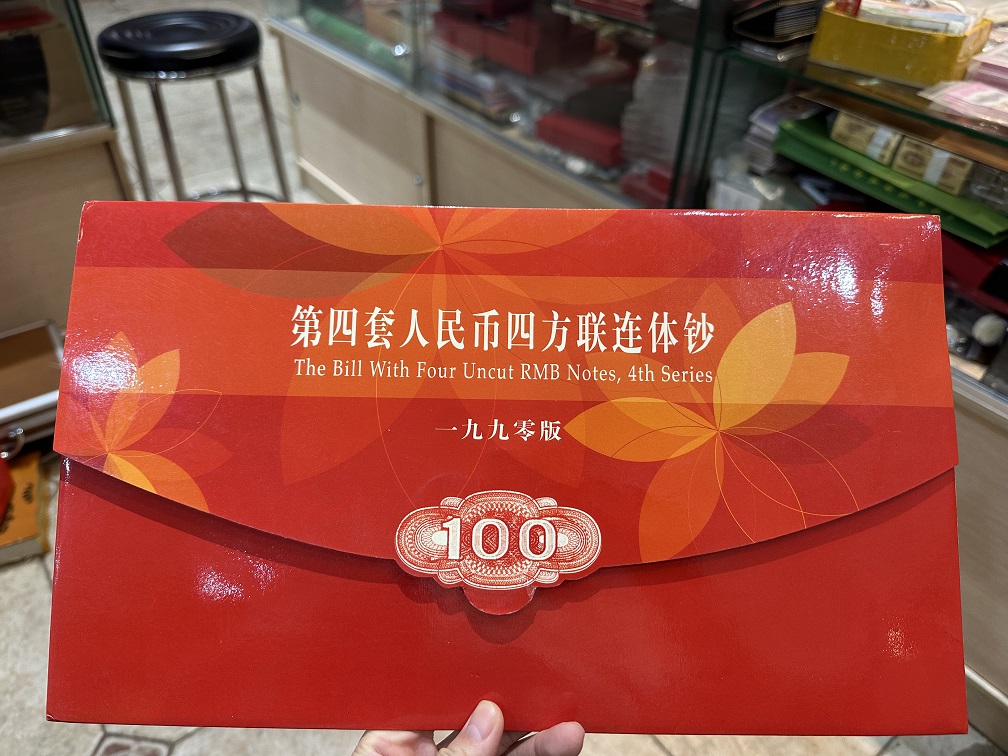 第四套人民币四方联连体钞
The Bill With Four Uncut RMB Notes, 4th Series
一九九零版
100